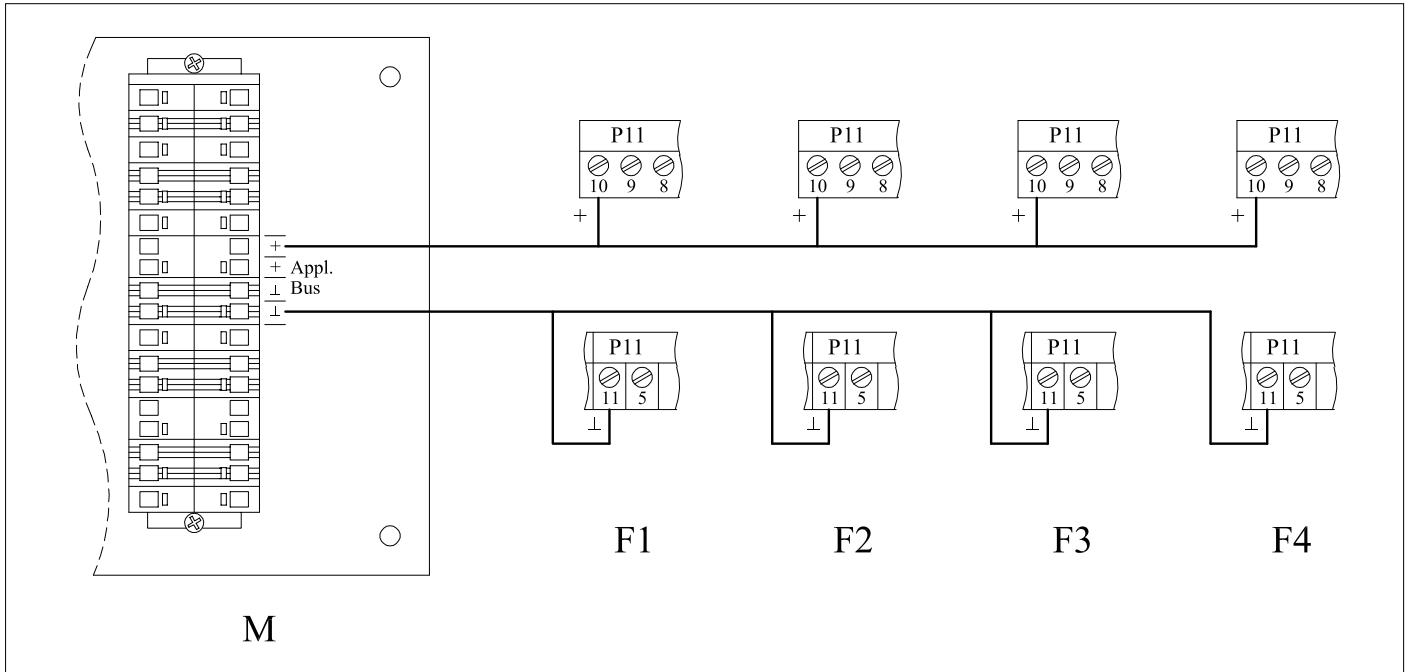 P11 P11 P11 P11
10 9 8 10 9 8 10 9 8 10 9 8
+ + + +
+
+ Appl.
⊥ Bus
⊥
P11 P11 P11 P11
11 5 11 5 11 5 11 5
⊥ ⊥ ⊥ ⊥
F1 F2 F3 F4
M